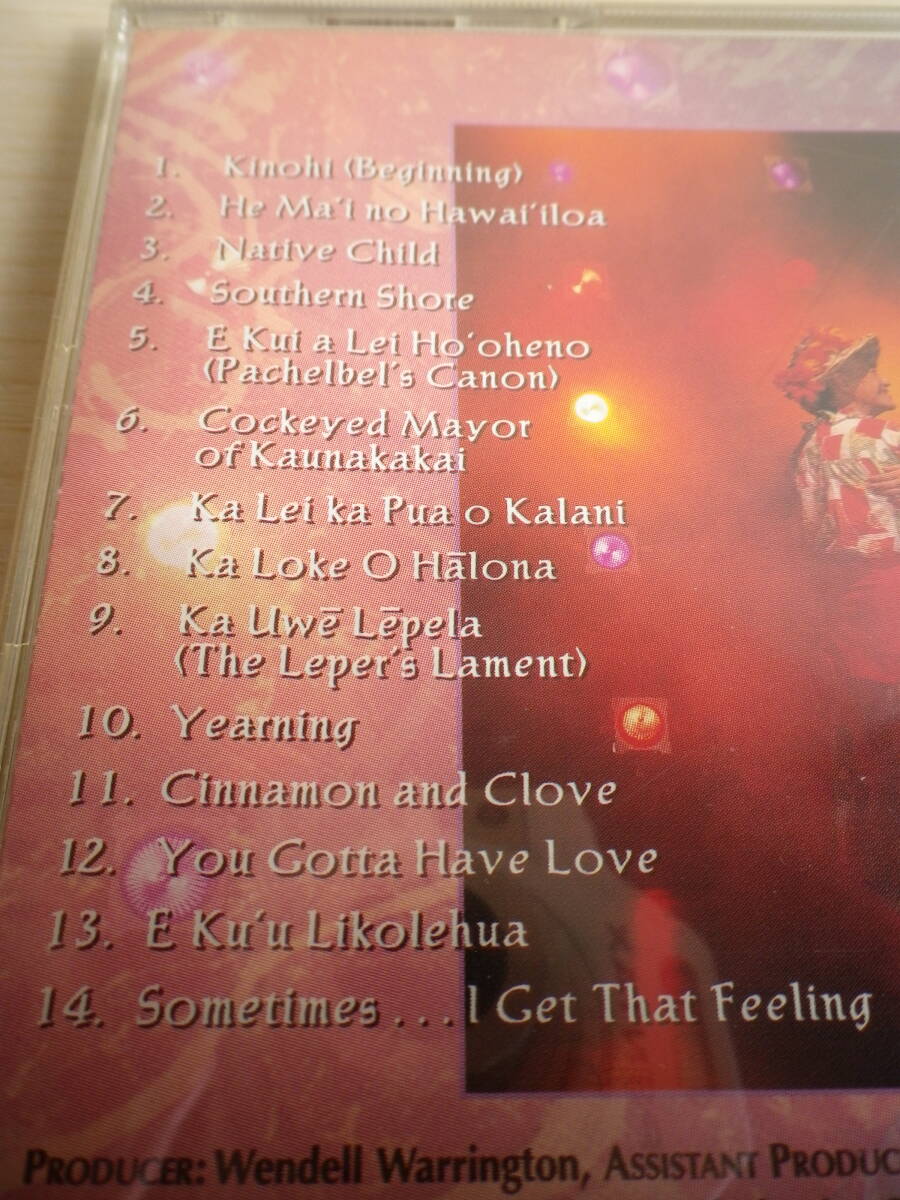 1. Kinohi (Beginning)
2. He Ma'i no Hawai'iloa
3. Native Child
4. Southern Shore
5. E Kui a Lei Ho'oheno
(Pachelbel's Canon)
6. Cockeyed Mayor
of Kaunakakai
7. Ka Lei ka Pua o Kalani
8. Ka Loke O Hālona
9. Ka Uwē Lēpela
(The Leper's Lament)
10. Yearning
11. Cinnamon and Clove
12. You Gotta Have Love
13. E Ku'u Likolehua
14. Sometimes . . . I Get That Feeling
PRODUCER: Wendell Warrington, ASSISTANT PRODUC